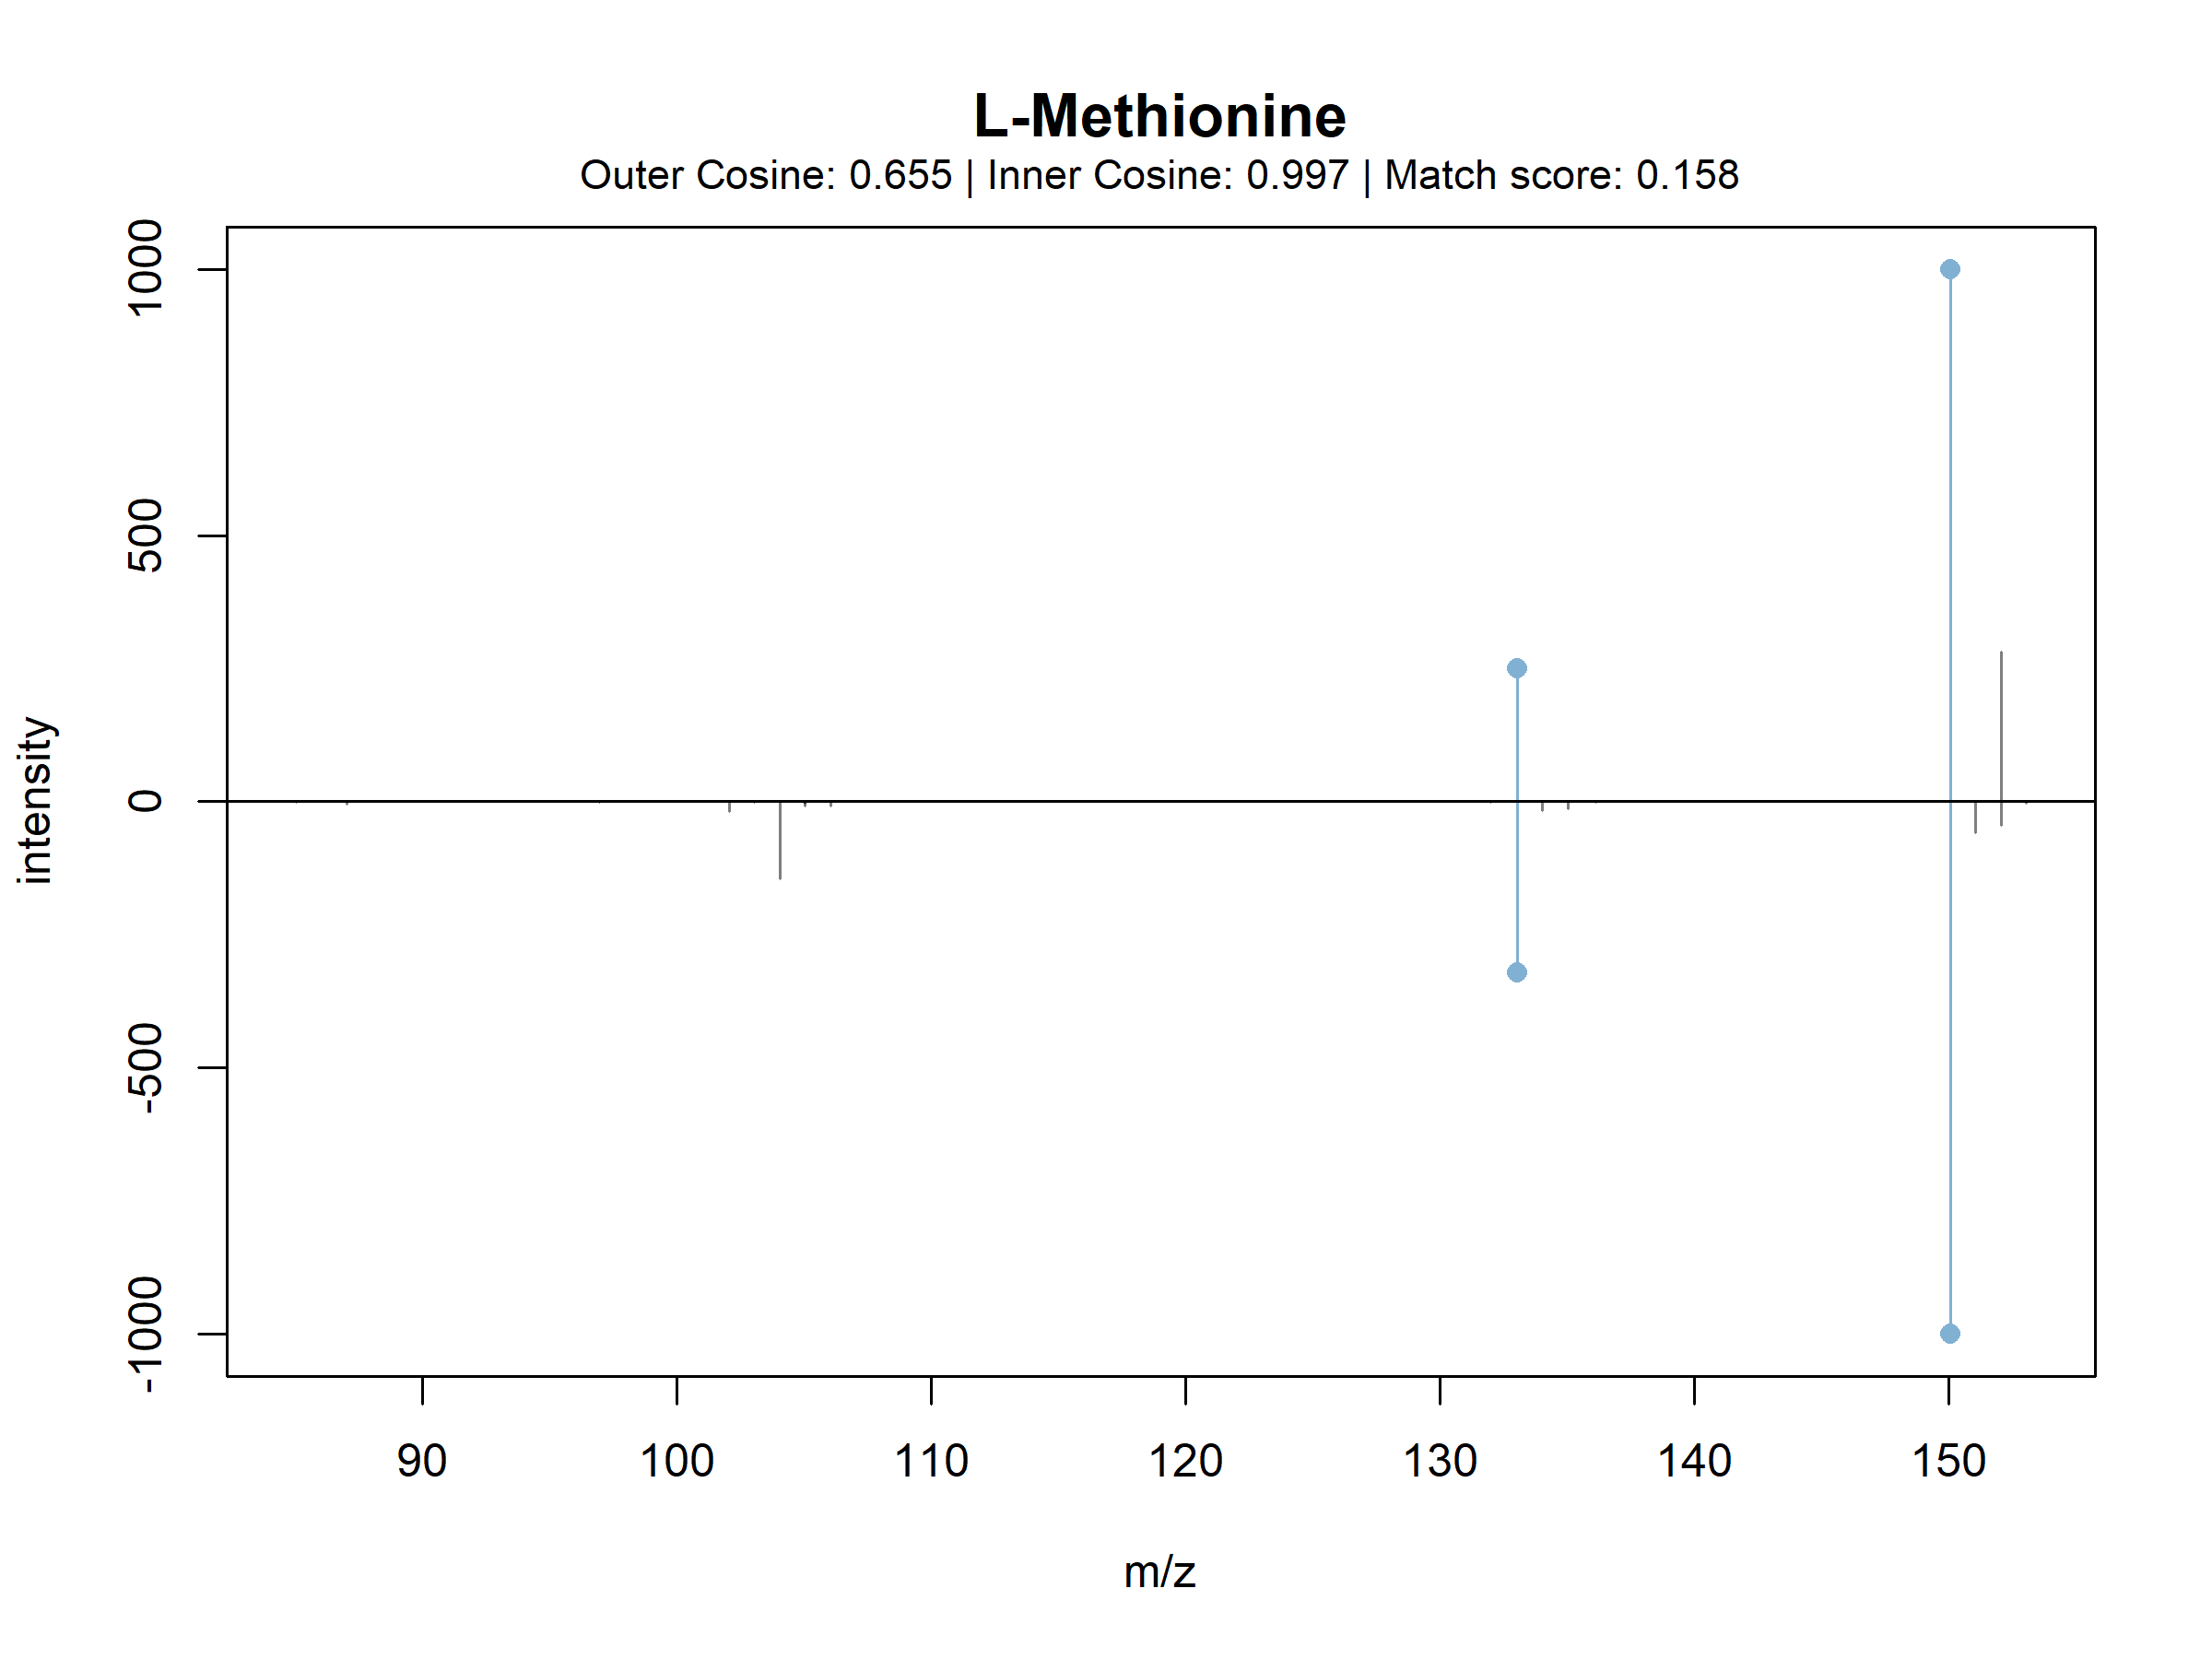 L-Methionine
Outer Cosine: 0.655 | Inner Cosine: 0.997 | Match score: 0.158
1000
500
0
-500
-1000
intensity
90 100 110 120 130 140 150
m/z